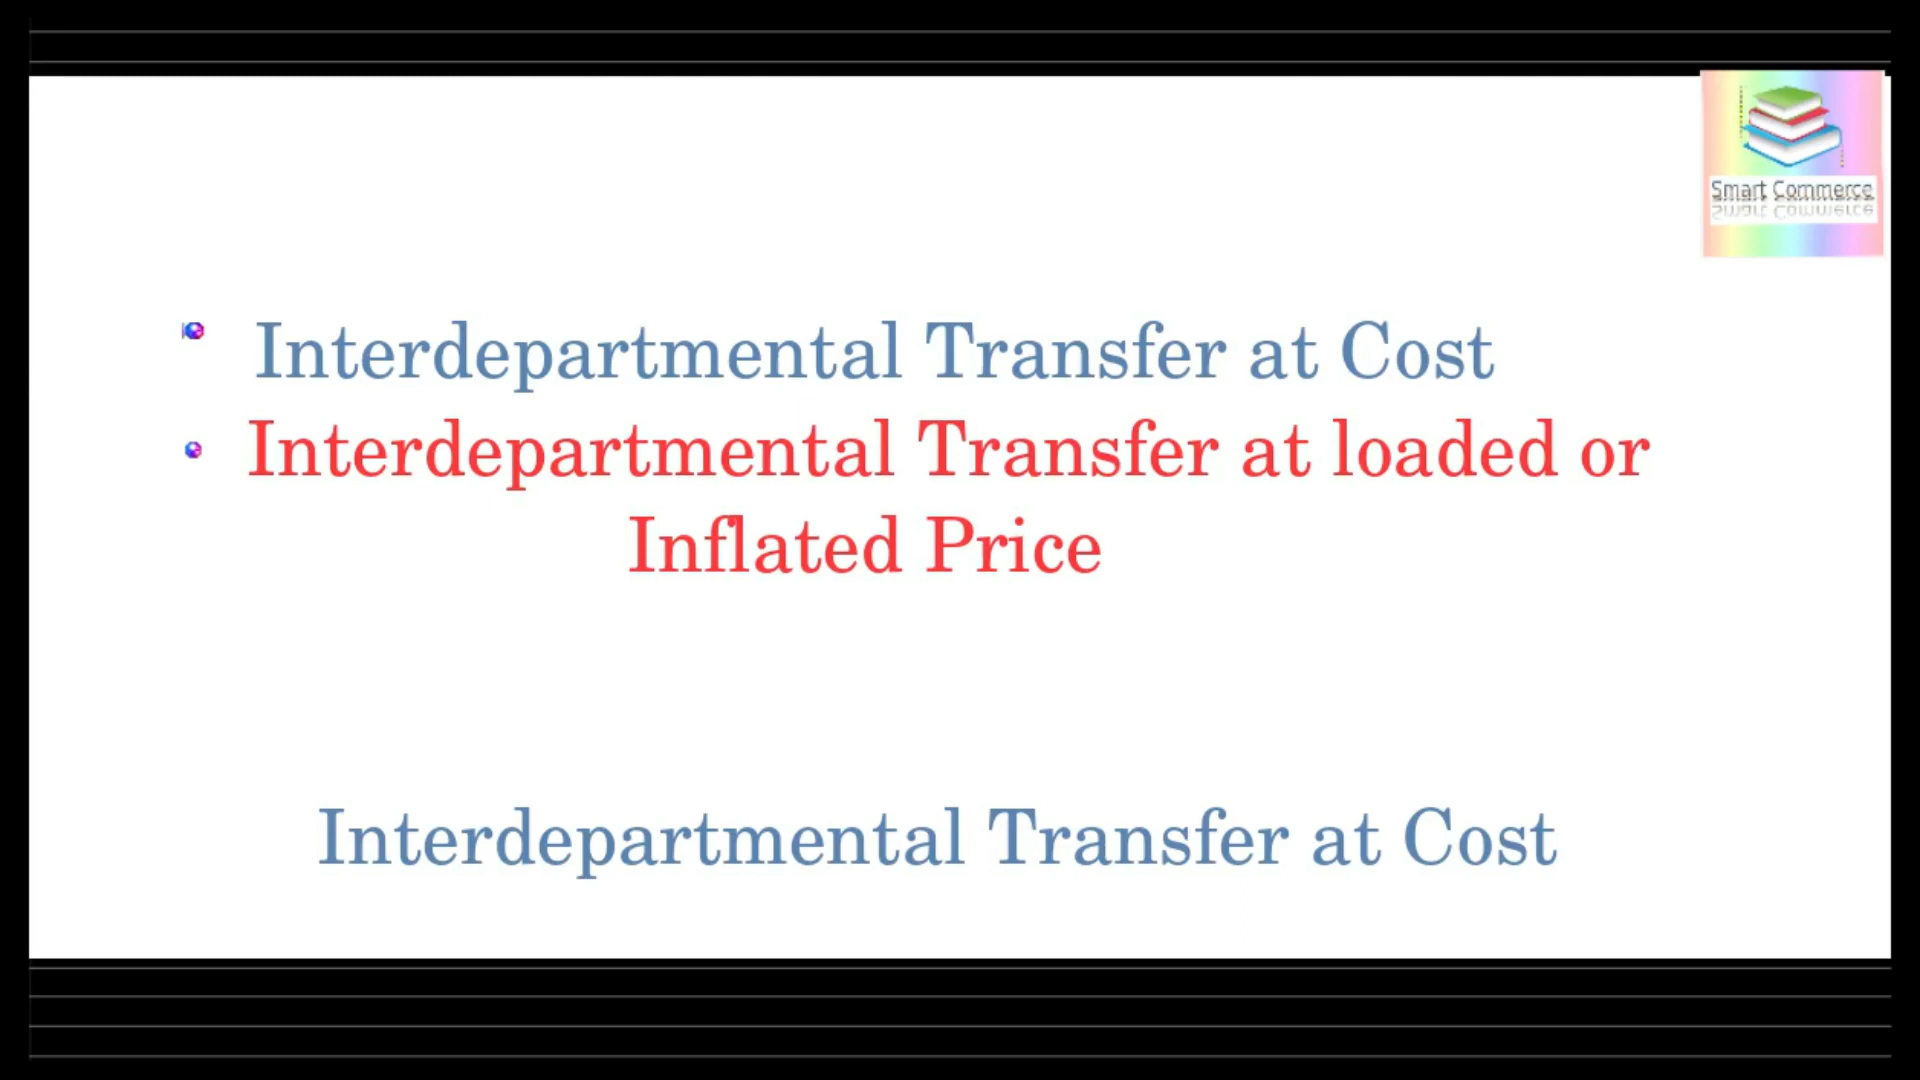 Smart Commerce
Interdepartmental Transfer at Cost
Interdepartmental Transfer at loaded or
Inflated Price
Interdepartmental Transfer at Cost